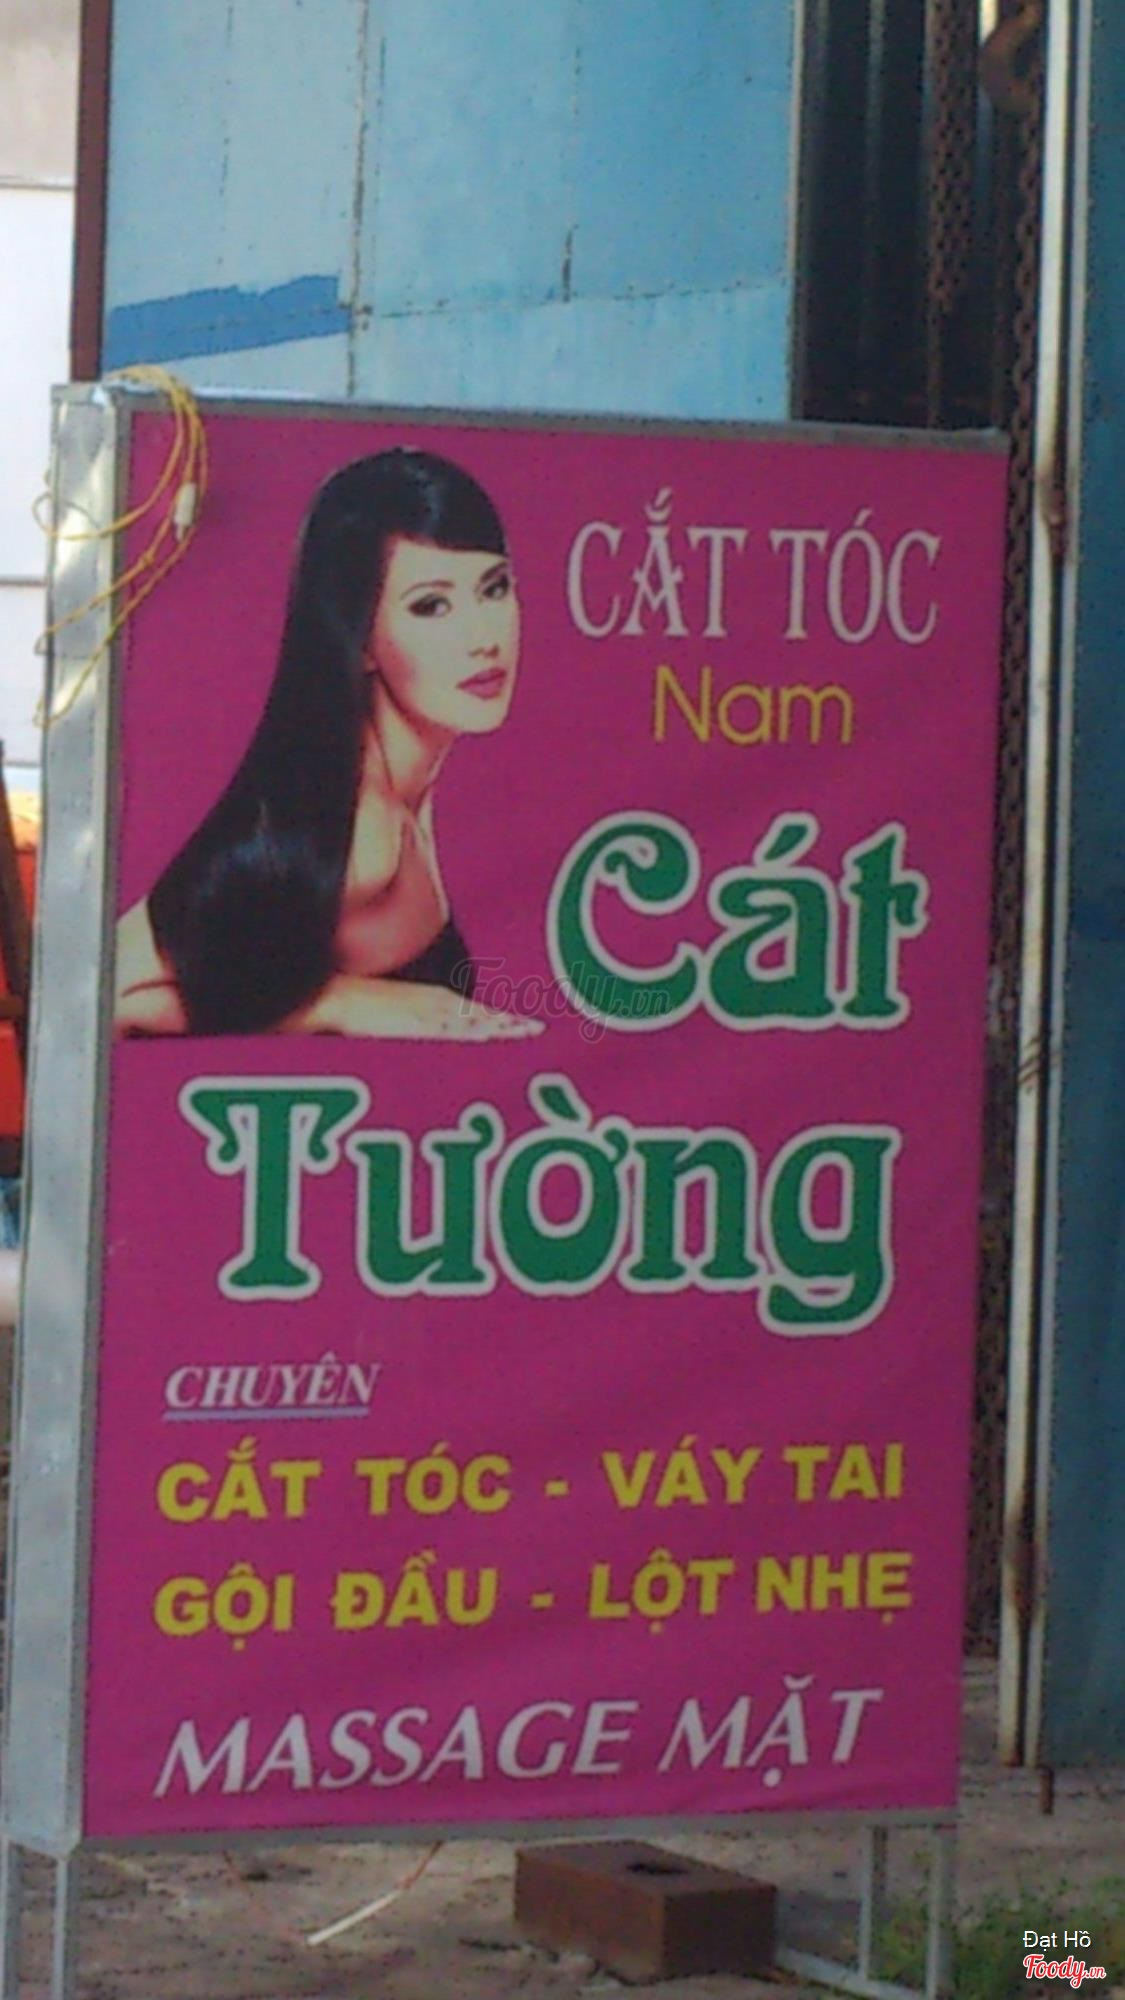 CẮT TÓC
Nam
Cát
Tường
CHUYÊN
CẮT TÓC - VÁY TAI
GỘI ĐẦU - LỘT NHẸ
MASSAGE MẶT
Foody.vn
Đạt Hồ
Foody.vn